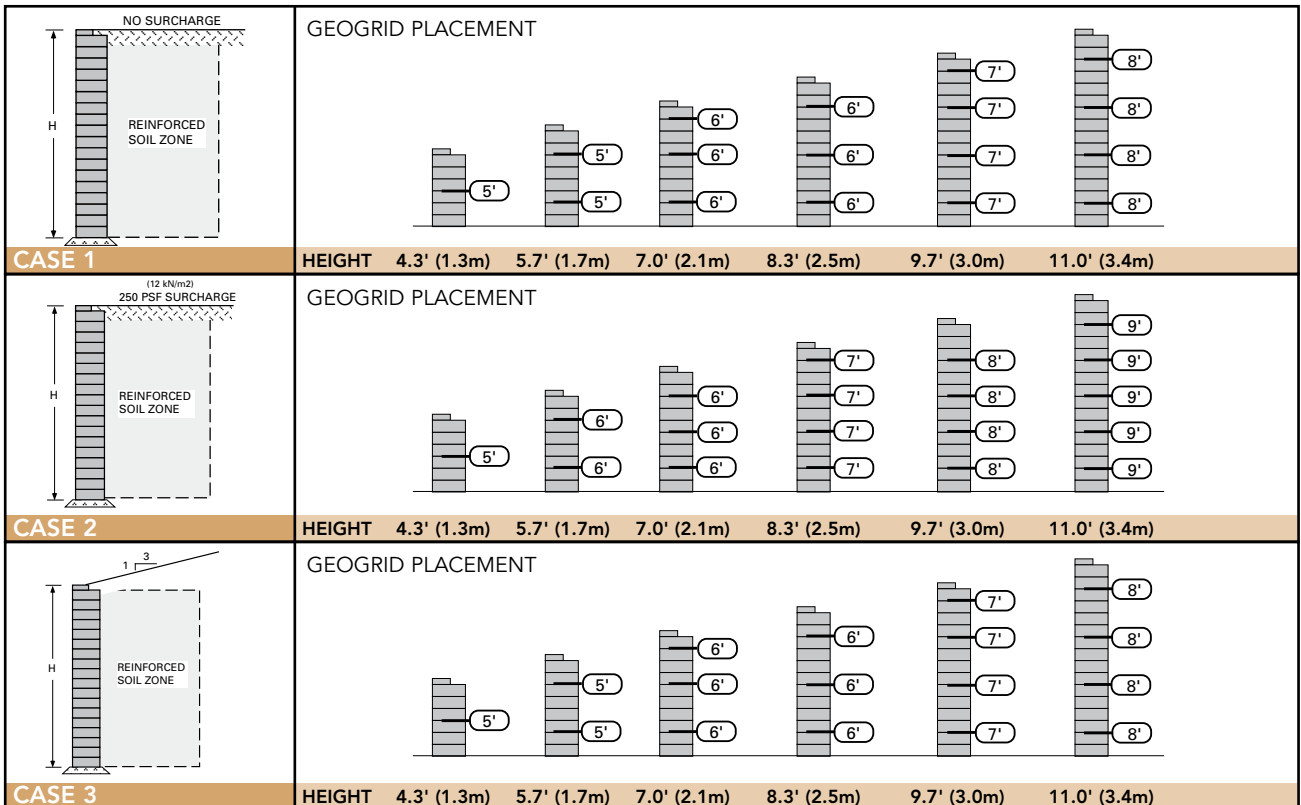 NO SURCHARGE
H
REINFORCED
SOIL ZONE
CASE 1
GEOGRID PLACEMENT
5'
5'
5'
6'
6'
6'
6'
6'
6'
7'
7'
7'
7'
8'
8'
8'
8'
HEIGHT 4.3' (1.3m) 5.7' (1.7m) 7.0' (2.1m) 8.3' (2.5m) 9.7' (3.0m) 11.0' (3.4m)
(12 kN/m2)
250 PSF SURCHARGE
H
REINFORCED
SOIL ZONE
CASE 2
GEOGRID PLACEMENT
5'
6'
6'
6'
6'
6'
7'
7'
7'
7'
8'
8'
8'
8'
9'
9'
9'
9'
9'
HEIGHT 4.3' (1.3m) 5.7' (1.7m) 7.0' (2.1m) 8.3' (2.5m) 9.7' (3.0m) 11.0' (3.4m)
3
1
H
REINFORCED
SOIL ZONE
CASE 3
GEOGRID PLACEMENT
5'
5'
5'
6'
6'
6'
6'
6'
6'
7'
7'
7'
7'
8'
8'
8'
8'
HEIGHT 4.3' (1.3m) 5.7' (1.7m) 7.0' (2.1m) 8.3' (2.5m) 9.7' (3.0m) 11.0' (3.4m)